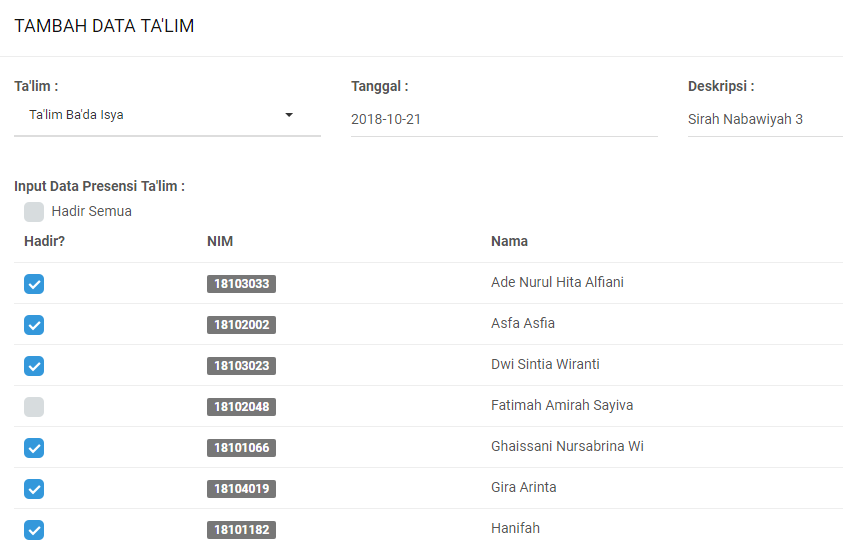 TAMBAH DATA TA'LIM
Ta'lim : Tanggal : Deskripsi :
Ta'lim Ba'da Isya 2018-10-21 Sirah Nabawiyah 3
Input Data Presensi Ta'lim :
Hadir Semua
Hadir? NIM Nama
18103033 Ade Nurul Hita Alfiani
18102002 Asfa Asfia
18103023 Dwi Sintia Wiranti
18102048 Fatimah Amirah Sayiva
18101066 Ghaissani Nursabrina Wi
18104019 Gira Arinta
18101182 Hanifah